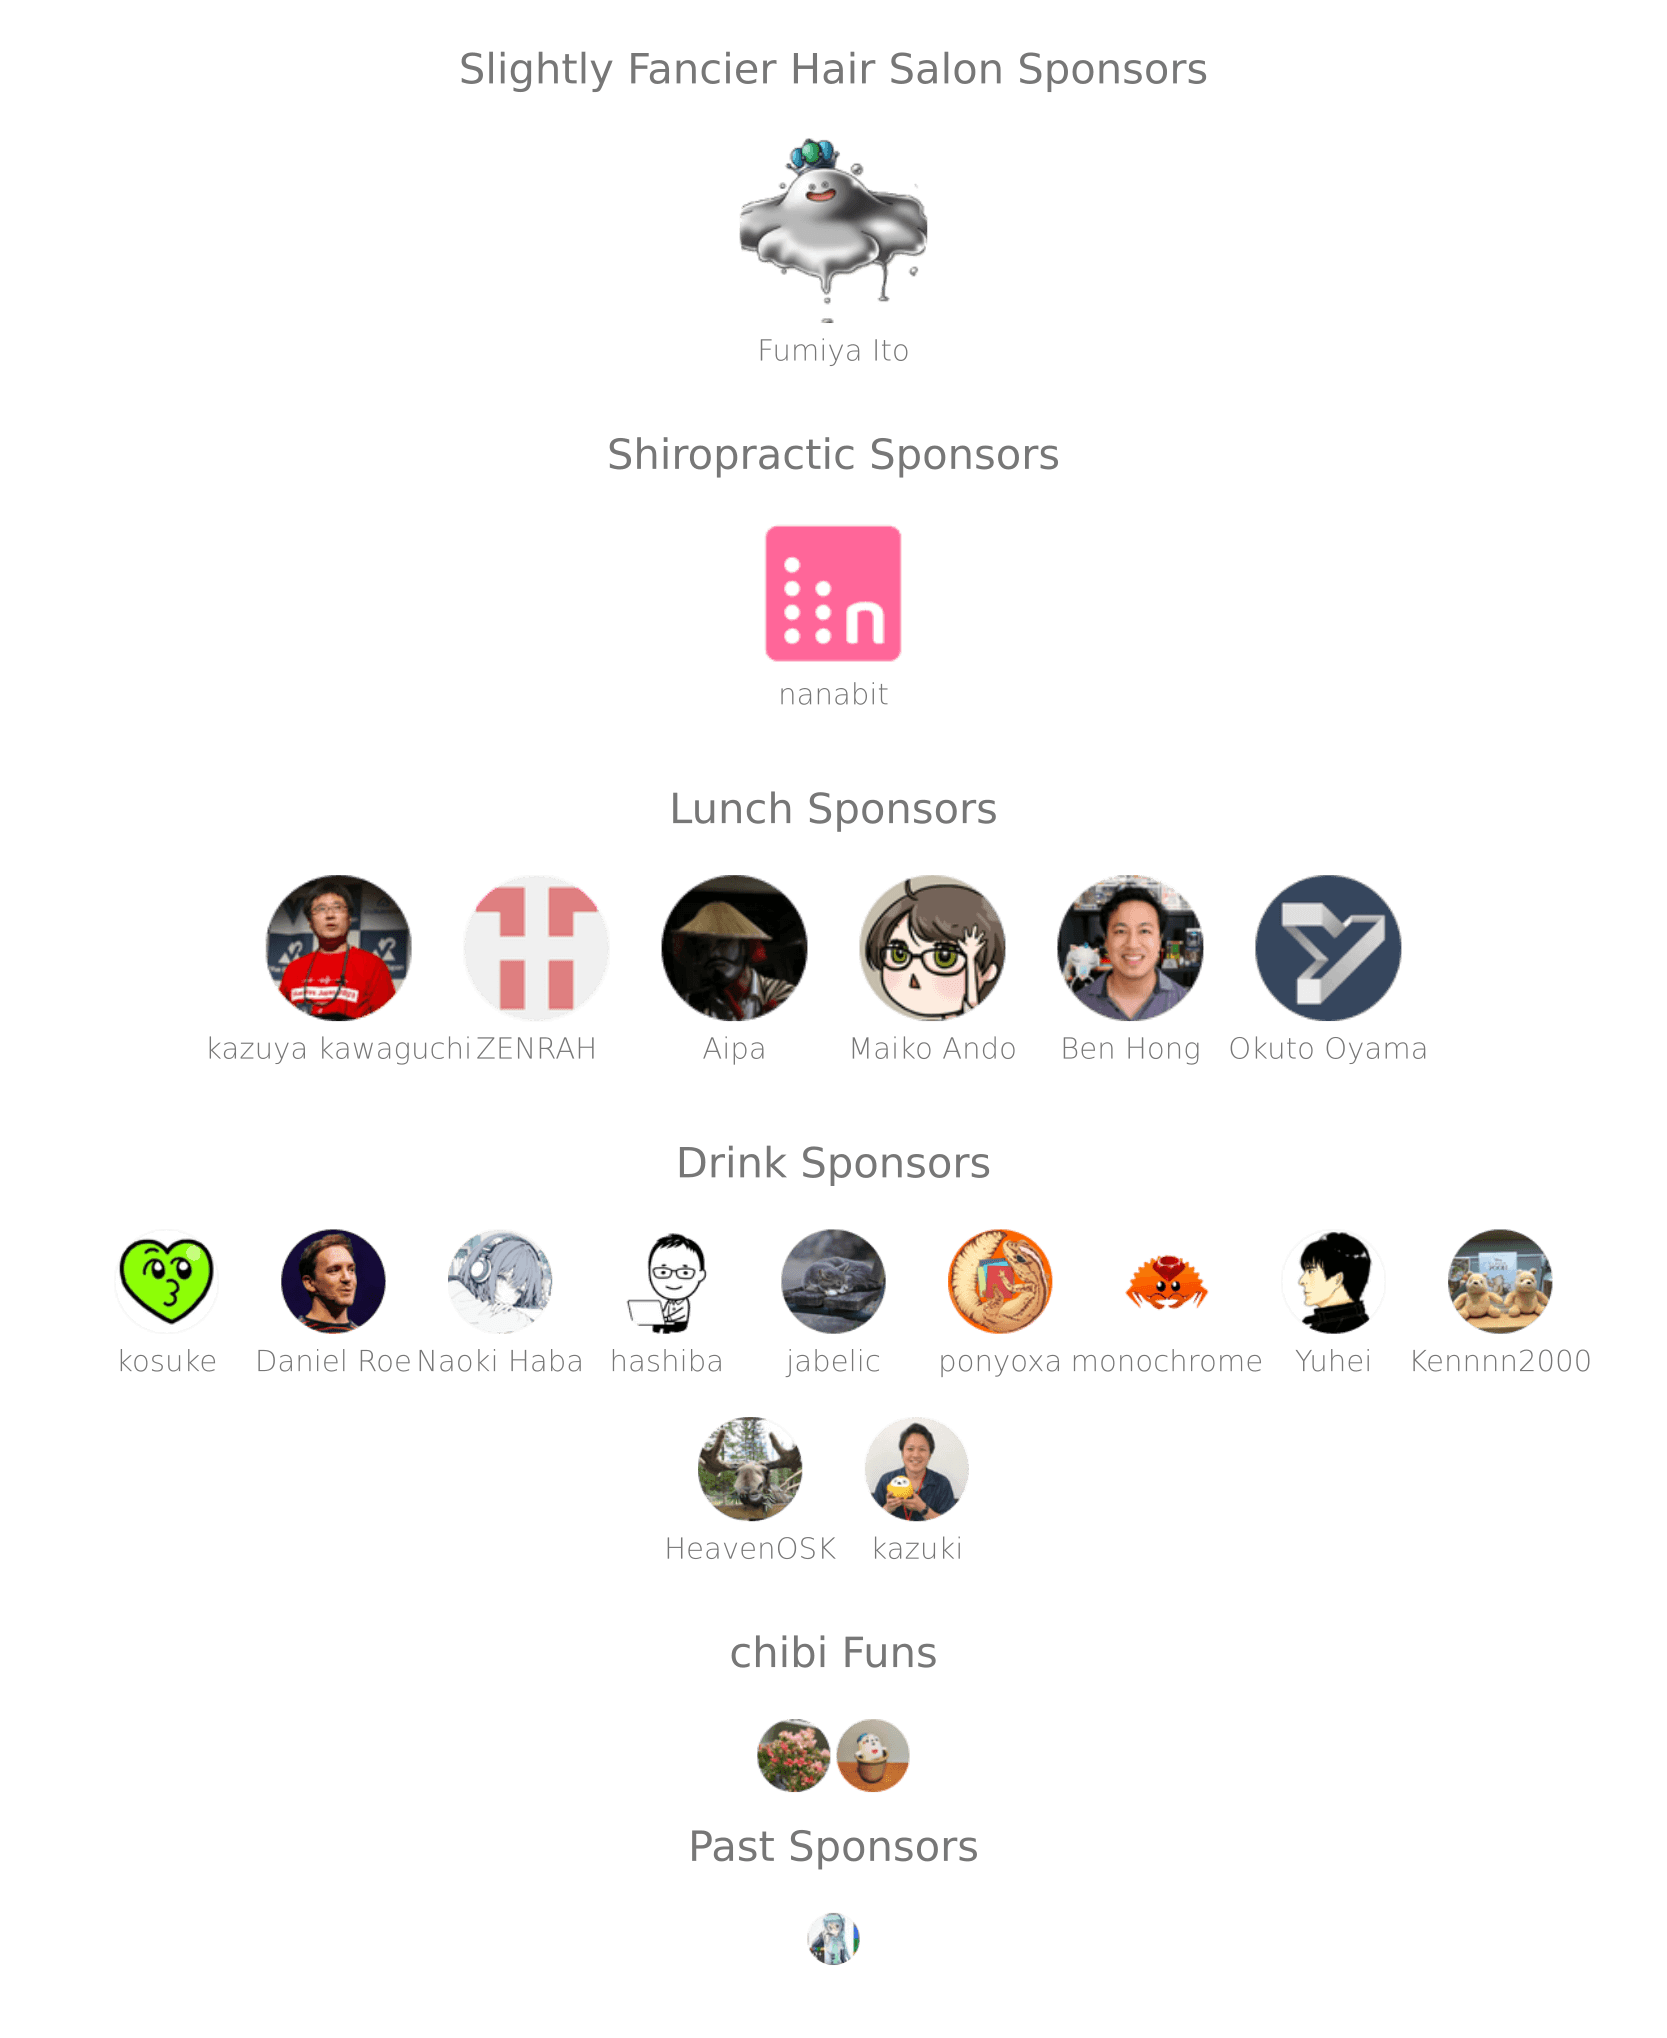 Slightly Fancier Hair Salon Sponsors
Fumiya Ito
Shiropractic Sponsors
n
nanabit
Lunch Sponsors
kazuya kawaguchi ZENRAH Aipa Maiko Ando Ben Hong Okuto Oyama
Drink Sponsors
kosuke Daniel Roe Naoki Haba hashiba jabelic ponyoxa monochrome Yuhei Kennnn2000
HeavenOSK kazuki
chibi Funs
Past Sponsors